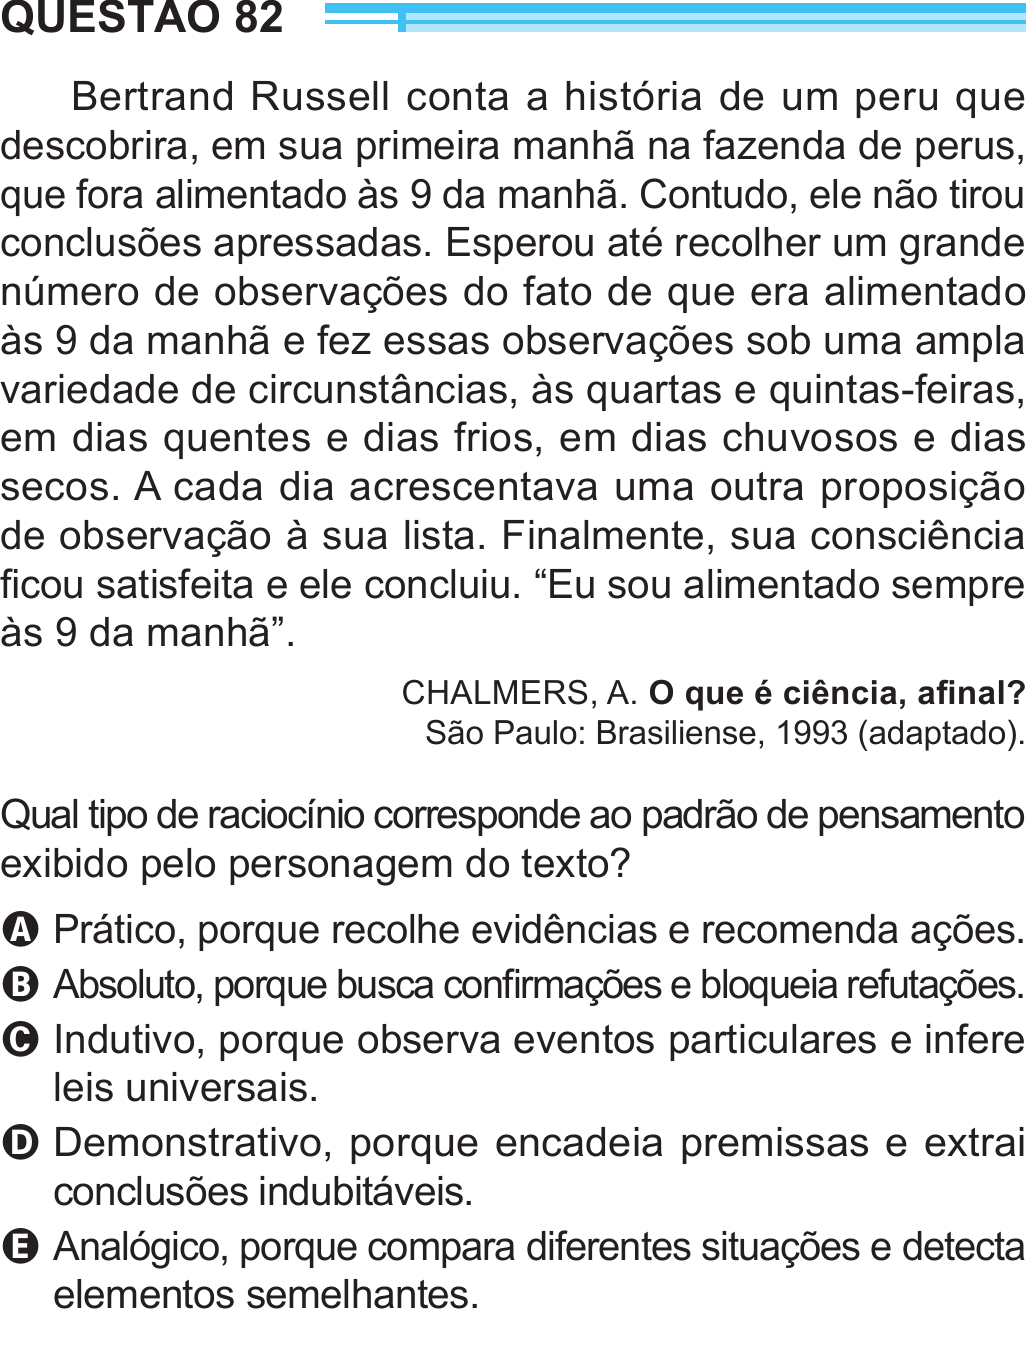 QUESTÃO 82
Bertrand Russell conta a história de um peru que
descobrira, em sua primeira manhã na fazenda de perus,
que fora alimentado às 9 da manhã. Contudo, ele não tirou
conclusões apressadas. Esperou até recolher um grande
número de observações do fato de que era alimentado
às 9 da manhã e fez essas observações sob uma ampla
variedade de circunstâncias, às quartas e quintas-feiras,
em dias quentes e dias frios, em dias chuvosos e dias
secos. A cada dia acrescentava uma outra proposição
de observação à sua lista. Finalmente, sua consciência
ficou satisfeita e ele concluiu. “Eu sou alimentado sempre
às 9 da manhã”.
CHALMERS, A. O que é ciência, afinal?
São Paulo: Brasiliense, 1993 (adaptado).
Qual tipo de raciocínio corresponde ao padrão de pensamento
exibido pelo personagem do texto?
A Prático, porque recolhe evidências e recomenda ações.
B Absoluto, porque busca confirmações e bloqueia refutações.
C Indutivo, porque observa eventos particulares e infere
leis universais.
D Demonstrativo, porque encadeia premissas e extrai
conclusões indubitáveis.
E Analógico, porque compara diferentes situações e detecta
elementos semelhantes.